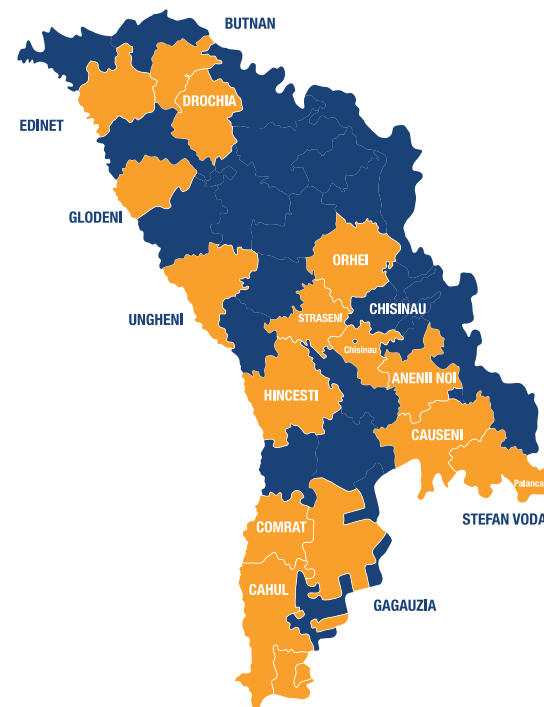 BUTNAN
DROCHIA
EDINET
GLODENI
ORHEI
CHISINAU
STRASENI
UNGHENI
Chisinau
ANENII NOI
HINCESTI
CAUSENI
Palanca
STEFAN VODA
COMRAT
CAHUL
GAGAUZIA